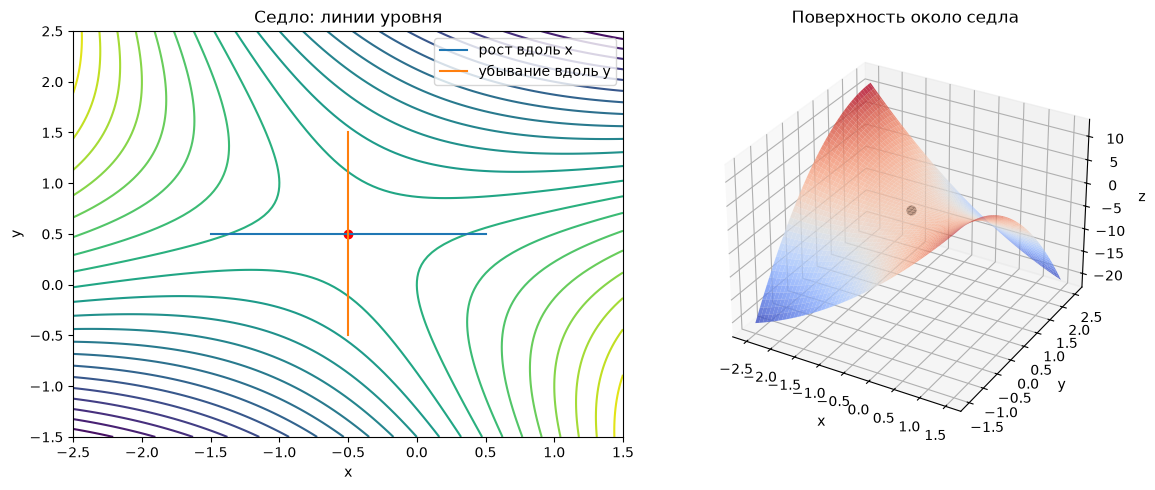 Седло: линии уровня
2.5
2.0
1.5
1.0
0.5
0.0
−0.5
−1.0
−1.5
y
рост вдоль x
убывание вдоль y
−2.5 −2.0 −1.5 −1.0 −0.5 0.0 0.5 1.0 1.5
x
Поверхность около седла
10
5
0
−5
−10
−15
−20
z
2.5
2.0
1.5
1.0
0.5
0.0
−0.5
−1.0
−1.5
y
−2.5 −2.0 −1.5 −1.0 −0.5 0.0 0.5 1.0 1.5
x